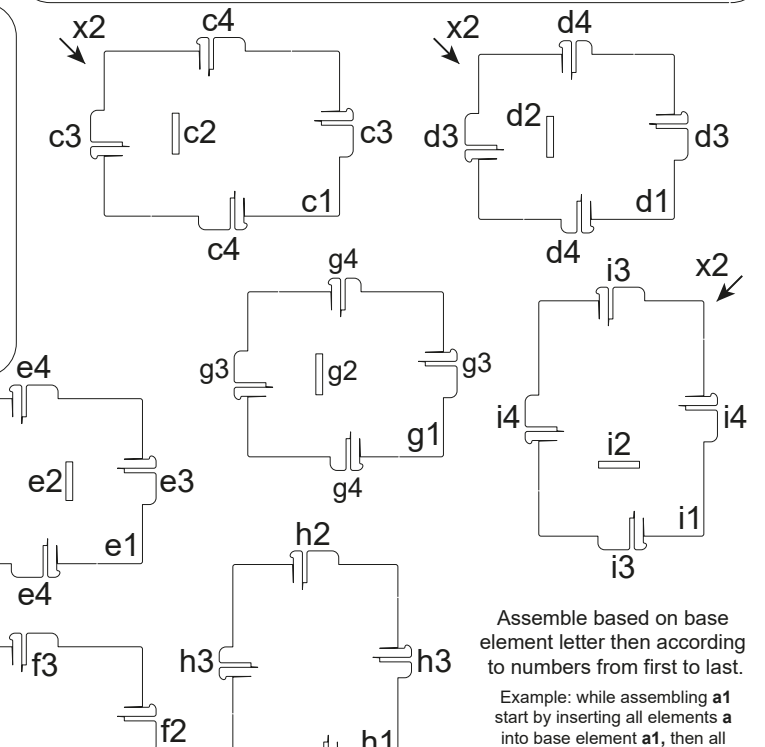 x2
c4
c3
c2
c3
c1
c4
x2
d4
d3
d2
d3
d1
d4
g4
g3
g2
g3
g1
g4
x2
i3
i4
i4
i2
i1
i3
e4
e2
e3
e1
e4
h2
h3
h3
h1
f3
f2
Assemble based on base
element letter then according
to numbers from first to last.
Example: while assembling a1
start by inserting all elements a
into base element a1, then all